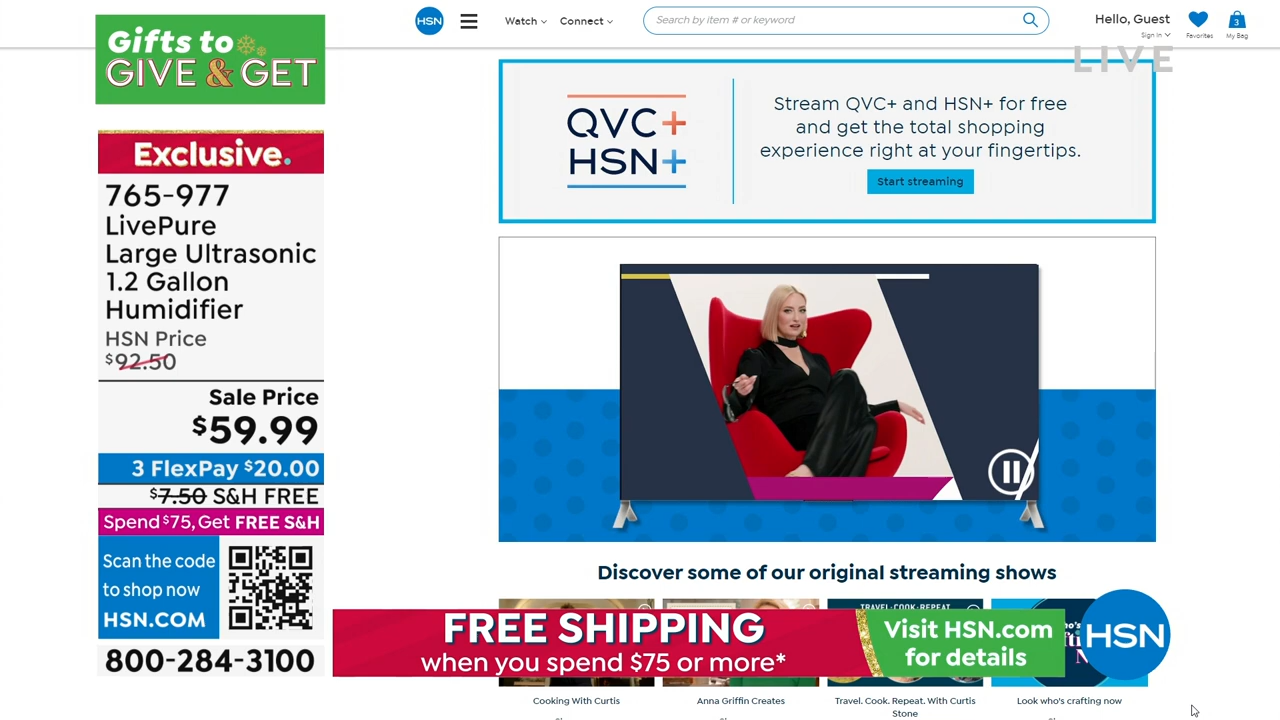 Gifts to
GIVE & GET
Exclusive.
765-977
LivePure
Large Ultrasonic
1.2 Gallon
Humidifier
HSN Price
$92.50
Sale Price
$59.99
3 FlexPay $20.00
$7.50 S&H FREE
Spend $75, Get FREE S&H
Scan the code
to shop now
HSN.COM
800-284-3100
HSN
Watch
Connect
Search by item # or keyword
Hello, Guest
Sign in
Favorites
3
My Bag
LIVE
QVC+
HSN+
Stream QVC+ and HSN+ for free
and get the total shopping
experience right at your fingertips.
Start streaming
Discover some of our original streaming shows
TRAVEL·COOK·REPEAT
FREE SHIPPING
when you spend $75 or more*
Visit HSN.com
for details
HSN
Cooking With Curtis
Anna Griffin Creates
Travel. Cook. Repeat. With Curtis
Stone
Look who's crafting now